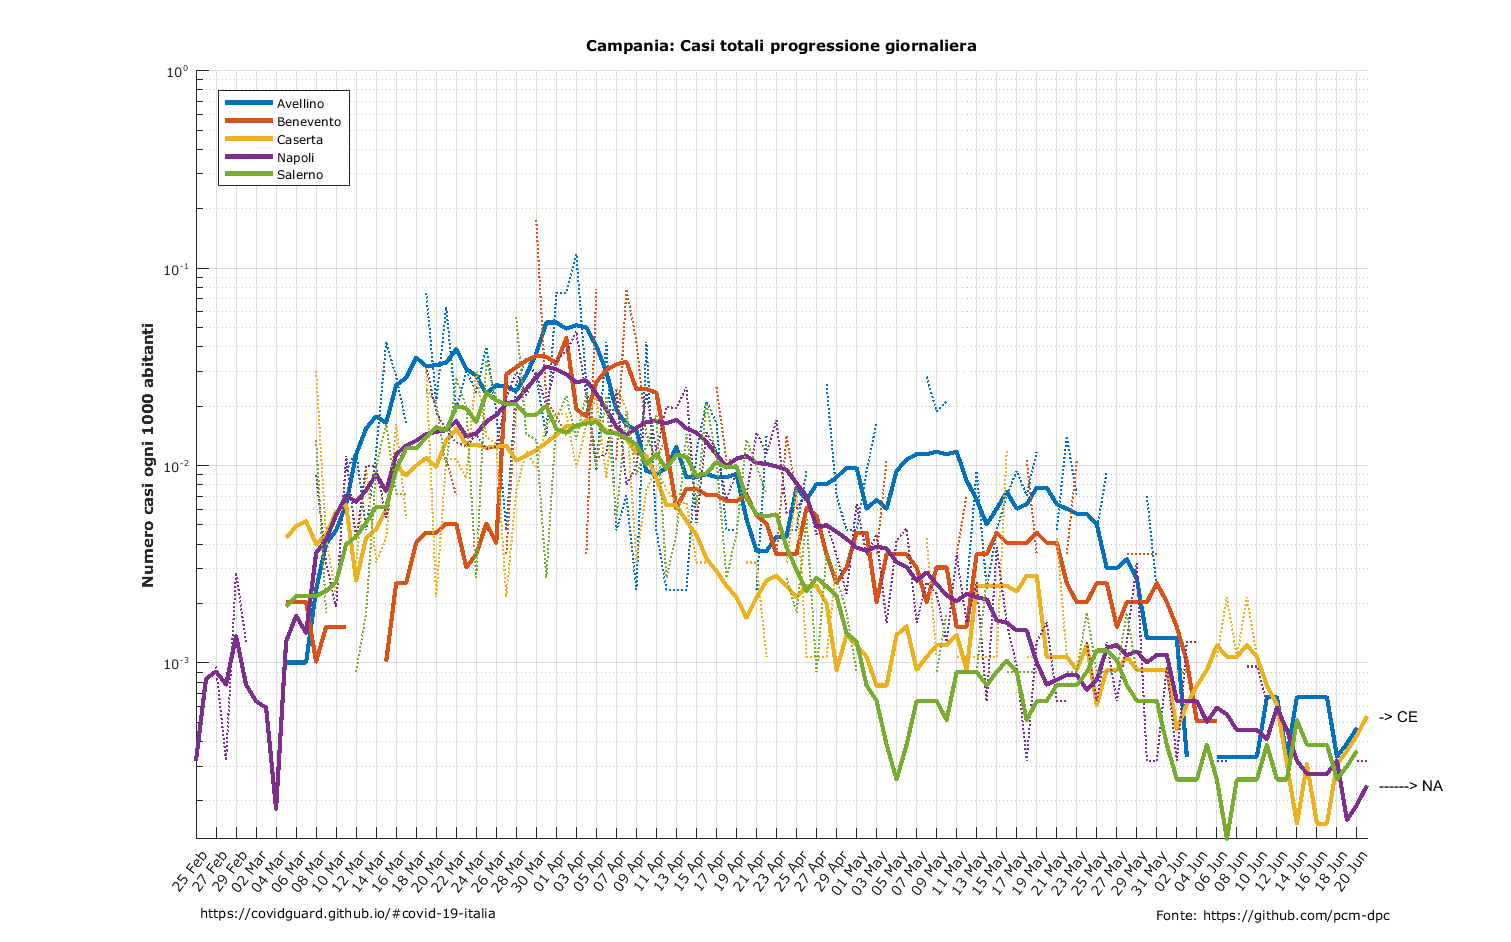 Campania: Casi totali progressione giornaliera
Numero casi ogni 1000 abitanti
10⁰
10⁻¹
10⁻²
10⁻³
Avellino
Benevento
Caserta
Napoli
Salerno
-> CE
------> NA
25 Feb
27 Feb
29 Feb
02 Mar
04 Mar
06 Mar
08 Mar
10 Mar
12 Mar
14 Mar
16 Mar
18 Mar
20 Mar
22 Mar
24 Mar
26 Mar
28 Mar
30 Mar
01 Apr
03 Apr
05 Apr
07 Apr
09 Apr
11 Apr
13 Apr
15 Apr
17 Apr
19 Apr
21 Apr
23 Apr
25 Apr
27 Apr
29 Apr
01 May
03 May
05 May
07 May
09 May
11 May
13 May
15 May
17 May
19 May
21 May
23 May
25 May
27 May
29 May
31 May
02 Jun
04 Jun
06 Jun
08 Jun
10 Jun
12 Jun
14 Jun
16 Jun
18 Jun
20 Jun
https://covidguard.github.io/#covid-19-italia
Fonte: https://github.com/pcm-dpc